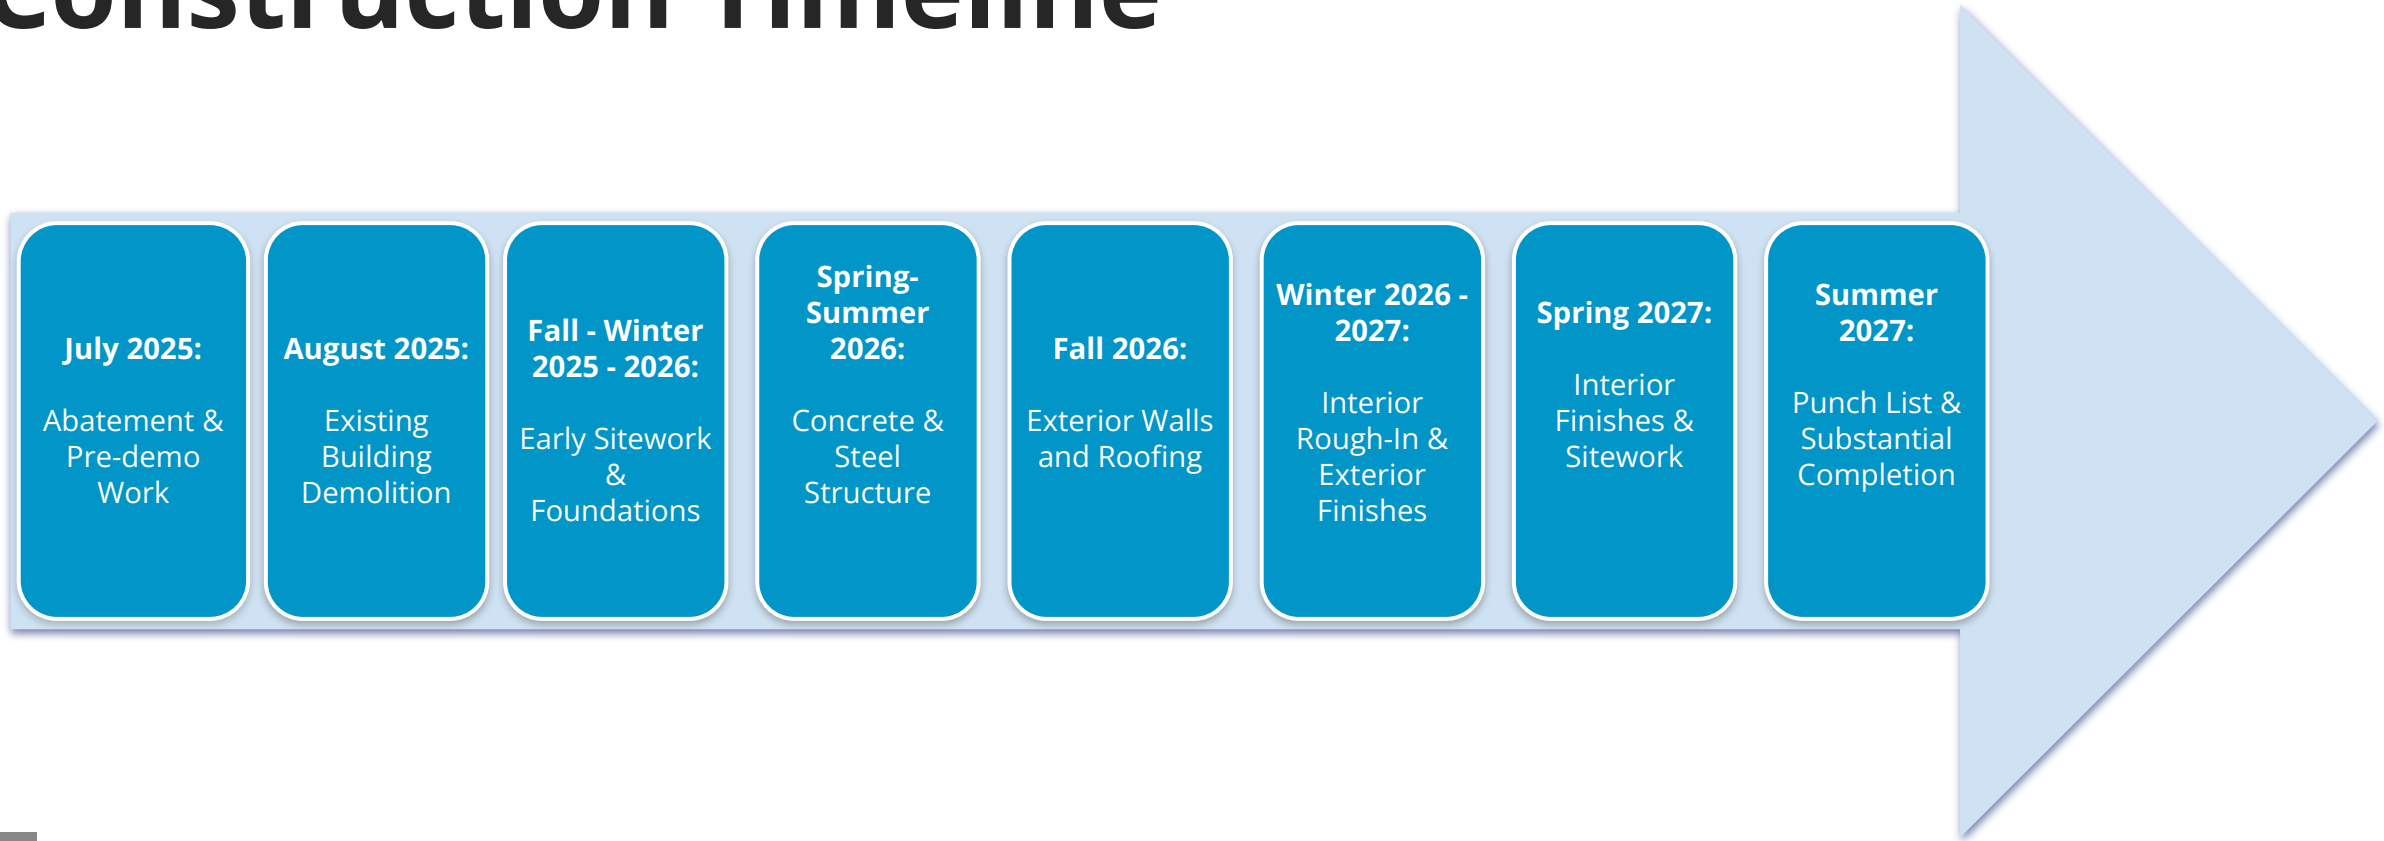 Construction Timeline
July 2025:
Abatement &
Pre-demo
Work
August 2025:
Existing
Building
Demolition
Fall - Winter
2025 - 2026:
Early Sitework
&
Foundations
Spring-
Summer
2026:
Concrete &
Steel
Structure
Fall 2026:
Exterior Walls
and Roofing
Winter 2026 -
2027:
Interior
Rough-In &
Exterior
Finishes
Spring 2027:
Interior
Finishes &
Sitework
Summer
2027:
Punch List &
Substantial
Completion